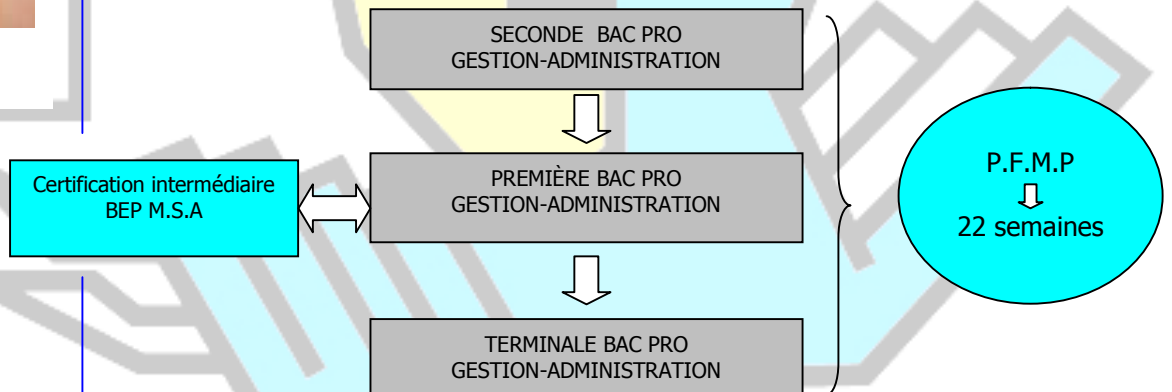 SECONDE BAC PRO
GESTION-ADMINISTRATION
Certification intermédiaire
BEP M.S.A
PREMIÈRE BAC PRO
GESTION-ADMINISTRATION
TERMINALE BAC PRO
GESTION-ADMINISTRATION
P.F.M.P
22 semaines